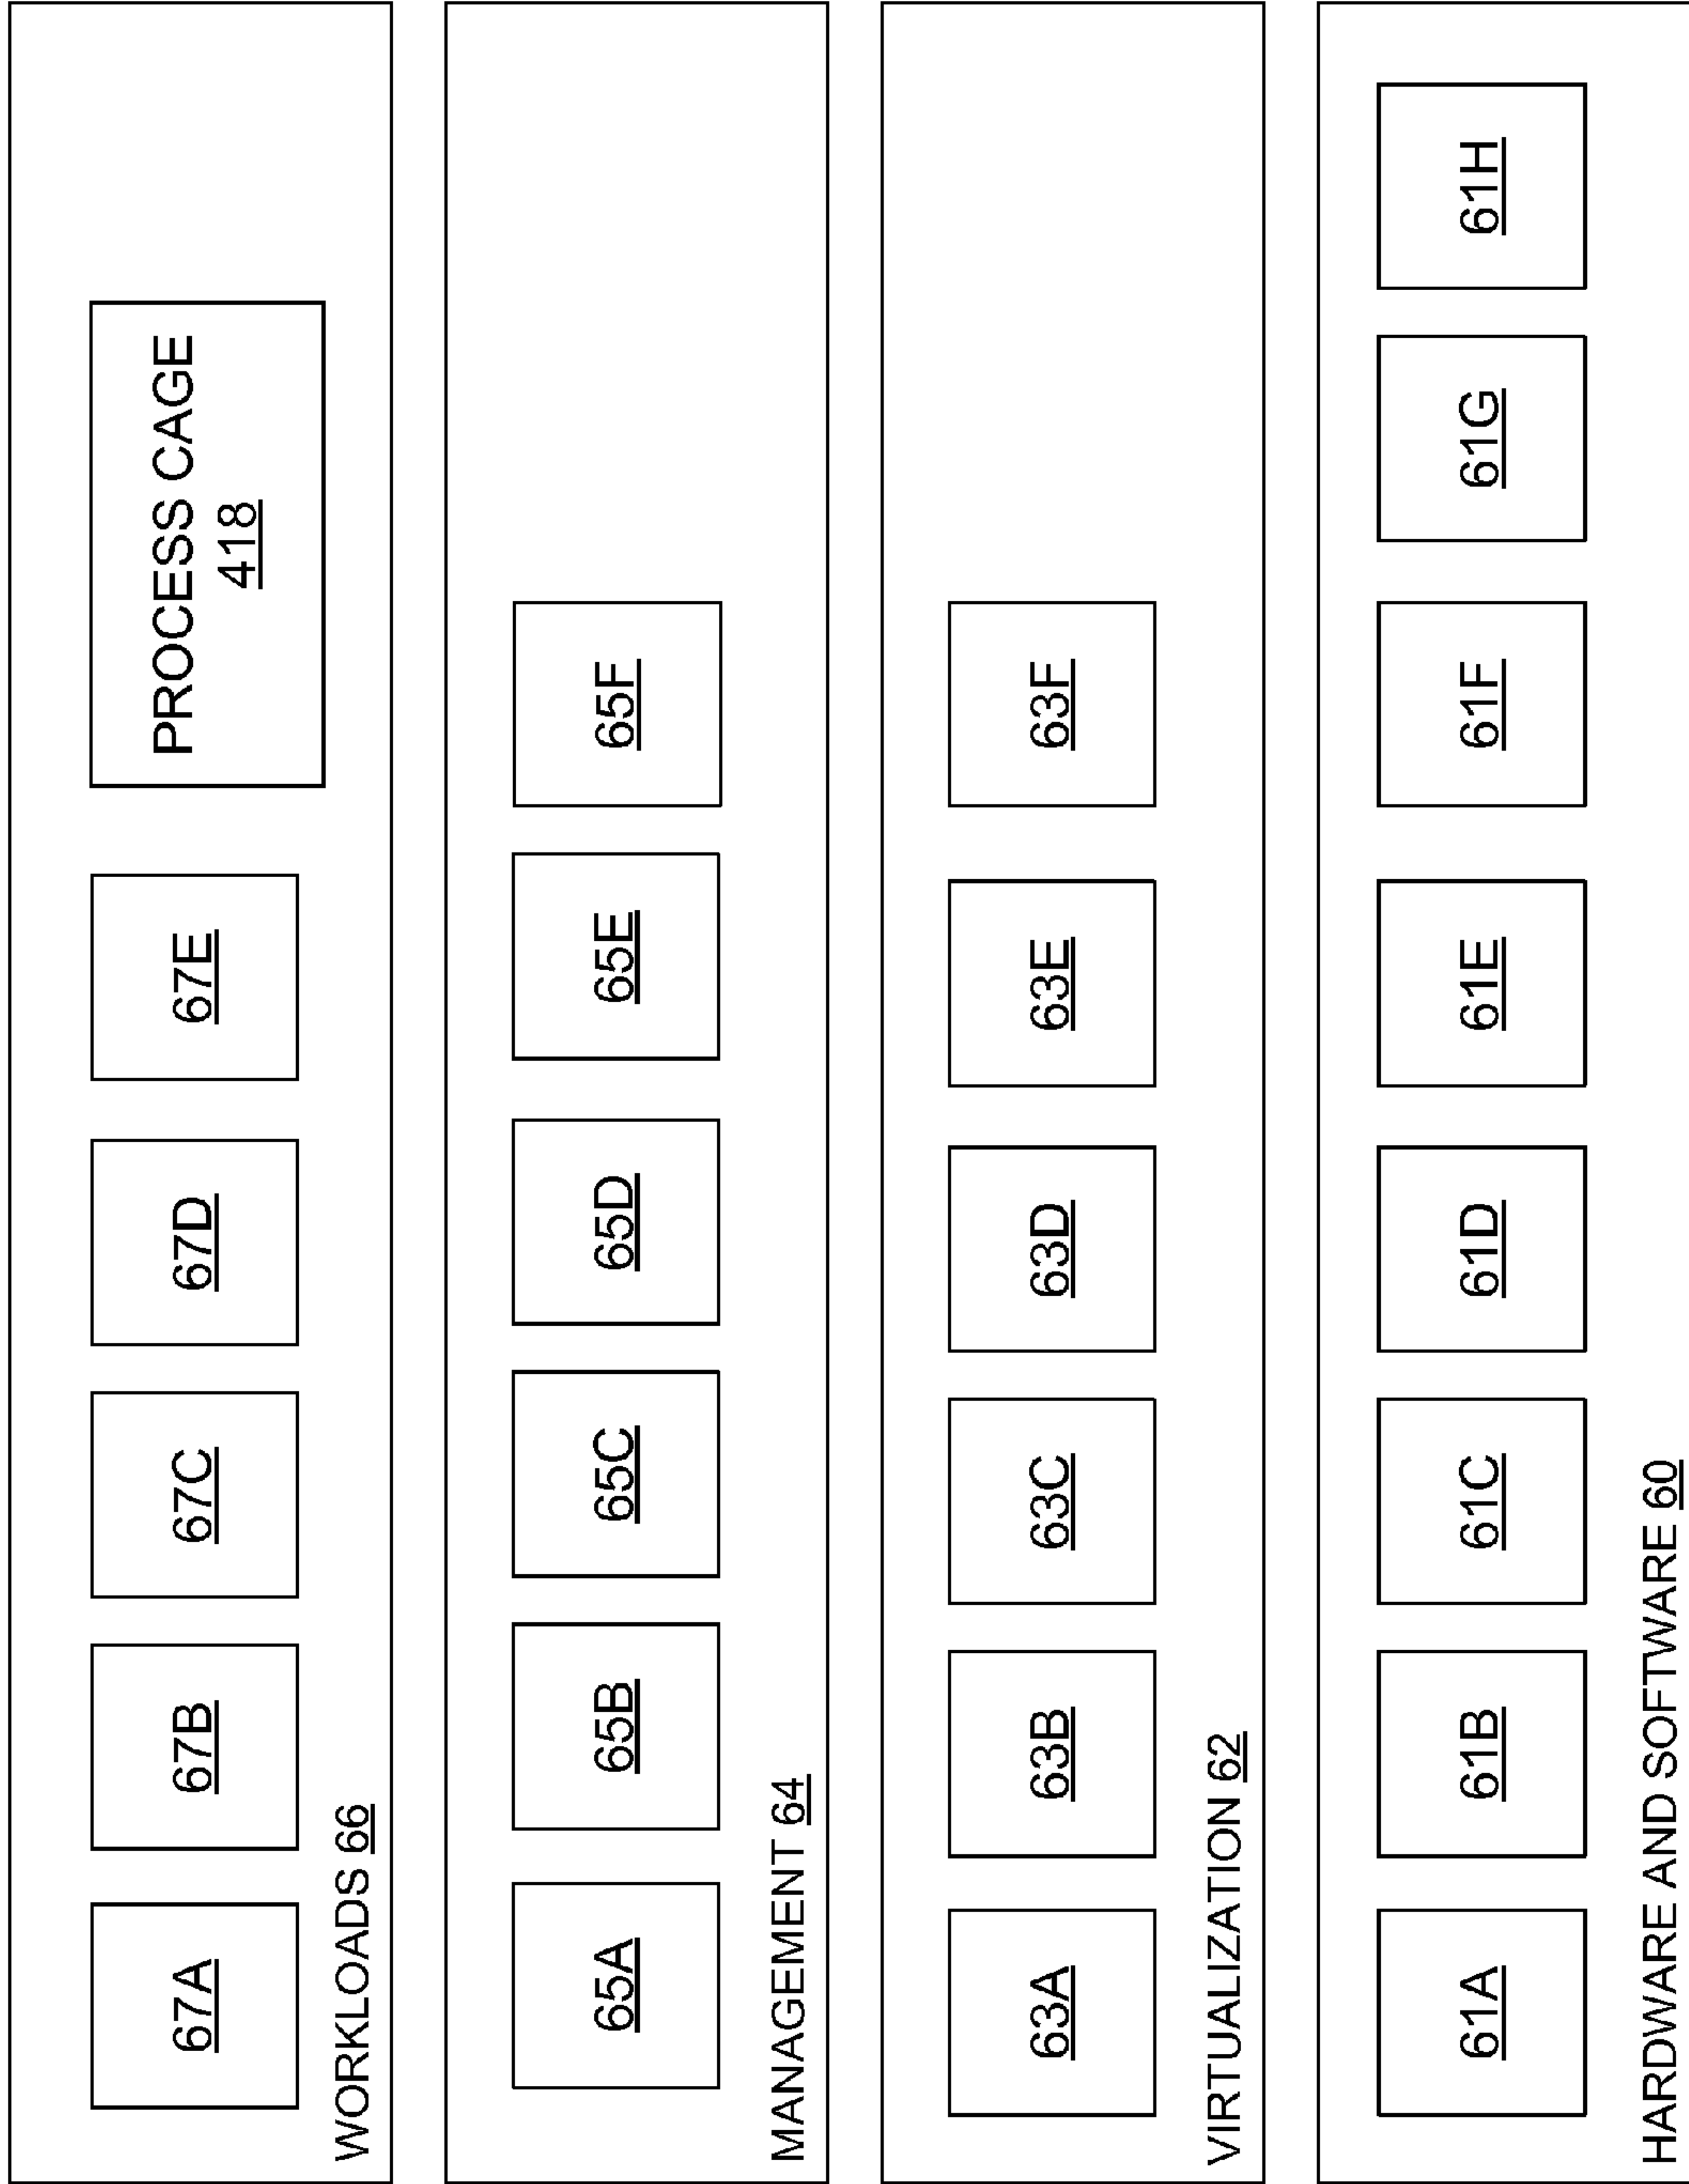 67A 67B 67C 67D 67E PROCESS CAGE
418
WORKLOADS 66
65A 65B 65C 65D 65E 65F
MANAGEMENT 64
63A 63B 63C 63D 63E 63F
VIRTUALIZATION 62
61A 61B 61C 61D 61E 61F 61G 61H
HARDWARE AND SOFTWARE 60